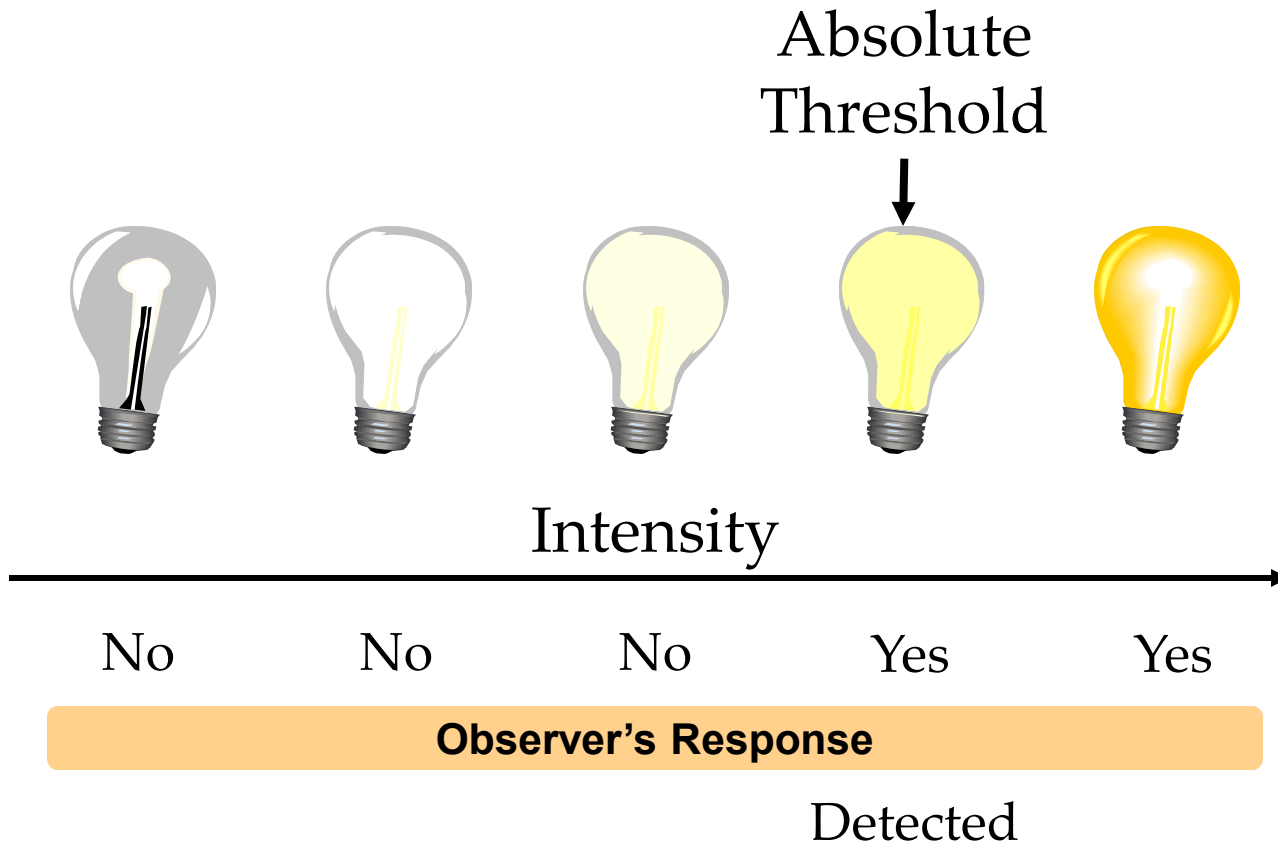 Absolute
Threshold
Intensity
No No No Yes Yes
Observer’s Response
Detected